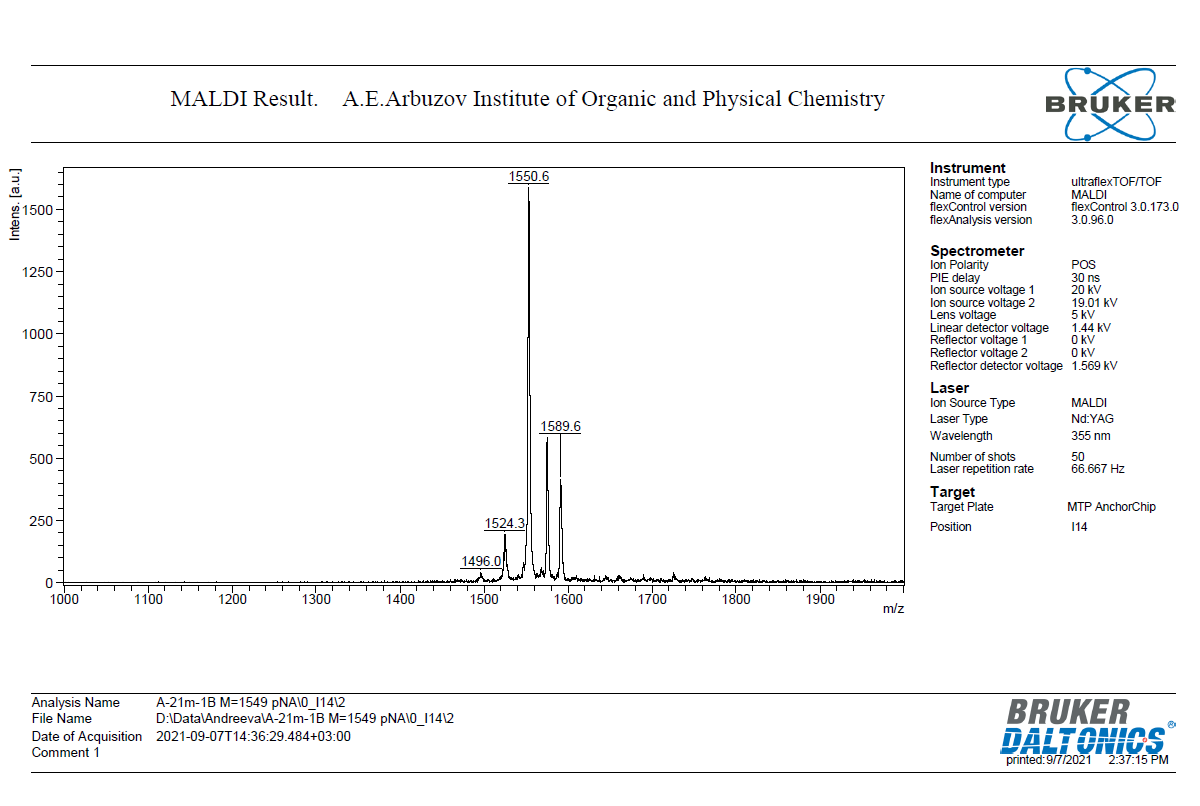 MALDI Result. A.E.Arbuzov Institute of Organic and Physical Chemistry
BRUKER
Intens. [a.u.]
1500
1250
1000
750
500
250
0
1550.6
1589.6
1524.3
1496.0
1000 1100 1200 1300 1400 1500 1600 1700 1800 1900
m/z
Instrument
Instrument type ultraflexTOF/TOF
Name of computer MALDI
flexControl version flexControl 3.0.173.0
flexAnalysis version 3.0.96.0
Spectrometer
Ion Polarity POS
PIE delay 30 ns
Ion source voltage 1 20 kV
Ion source voltage 2 19.01 kV
Lens voltage 5 kV
Linear detector voltage 1.44 kV
Reflector voltage 1 0 kV
Reflector voltage 2 0 kV
Reflector detector voltage 1.569 kV
Laser
Ion Source Type MALDI
Laser Type Nd:YAG
Wavelength 355 nm
Number of shots 50
Laser repetition rate 66.667 Hz
Target
Target Plate MTP AnchorChip
Position I14
Analysis Name A-21m-1B M=1549 pNA\0_I14\2
File Name D:\Data\Andreeva\A-21m-1B M=1549 pNA\0_I14\2
Date of Acquisition 2021-09-07T14:36:29.484+03:00
Comment 1
BRUKER
DALTONICS®
printed:9/7/2021 2:37:15 PM